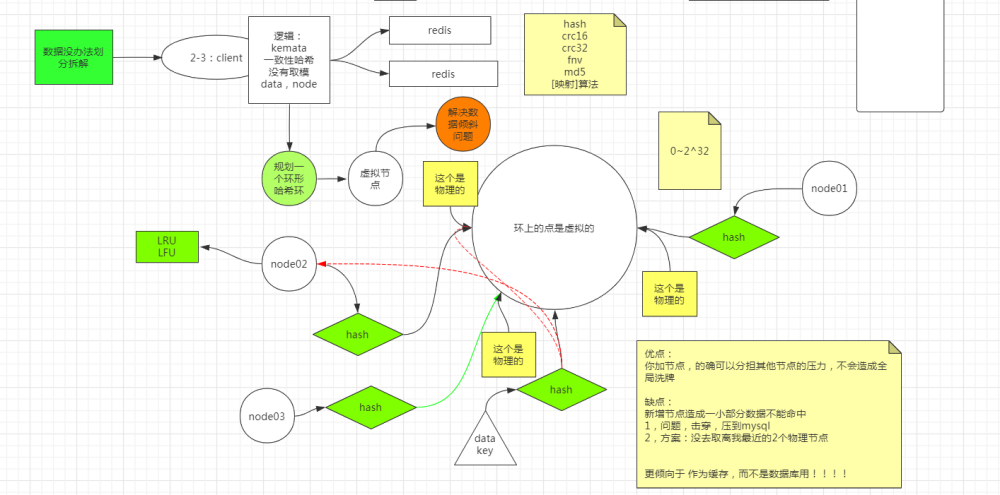 数据没办法划
分拆解
2-3：client
逻辑：
kemata
一致性哈希
没有取模
data，node
redis
redis
hash
crc16
crc32
fnv
md5
[映射]算法
规划一
个环形
哈希环
虚拟节
点
解决数
据倾斜
问题
0~2^32
这个是
物理的
环上的点是虚拟的
node01
hash
这个是
物理的
LRU
LFU
node02
hash
这个是
物理的
node03
hash
hash
data
key
优点：
你加节点，的确可以分担其他节点的压力，不会造成全
局洗牌
缺点：
新增节点造成一小部分数据不能命中
1，问题，击穿，压到mysql
2，方案：没去取离我最近的2个物理节点
更倾向于 作为缓存，而不是数据库用！！！！